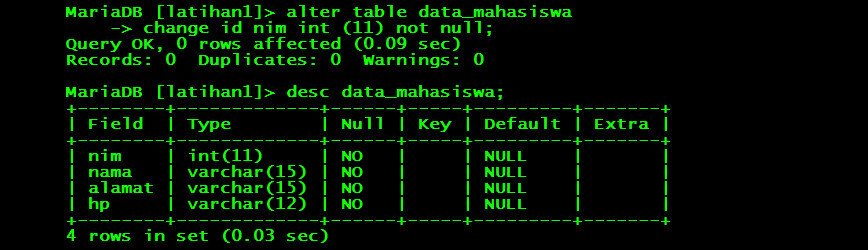 MariaDB [latihan1]> alter table data_mahasiswa
    -> change id nim int (11) not null;
Query OK, 0 rows affected (0.09 sec)
Records: 0  Duplicates: 0  Warnings: 0

MariaDB [latihan1]> desc data_mahasiswa;
+--------+-------------+------+-----+---------+-------+
| Field  | Type        | Null | Key | Default | Extra |
+--------+-------------+------+-----+---------+-------+
| nim    | int(11)     | NO   |     | NULL    |       |
| nama   | varchar(15) | NO   |     | NULL    |       |
| alamat | varchar(15) | NO   |     | NULL    |       |
| hp     | varchar(12) | NO   |     | NULL    |       |
+--------+-------------+------+-----+---------+-------+
4 rows in set (0.03 sec)